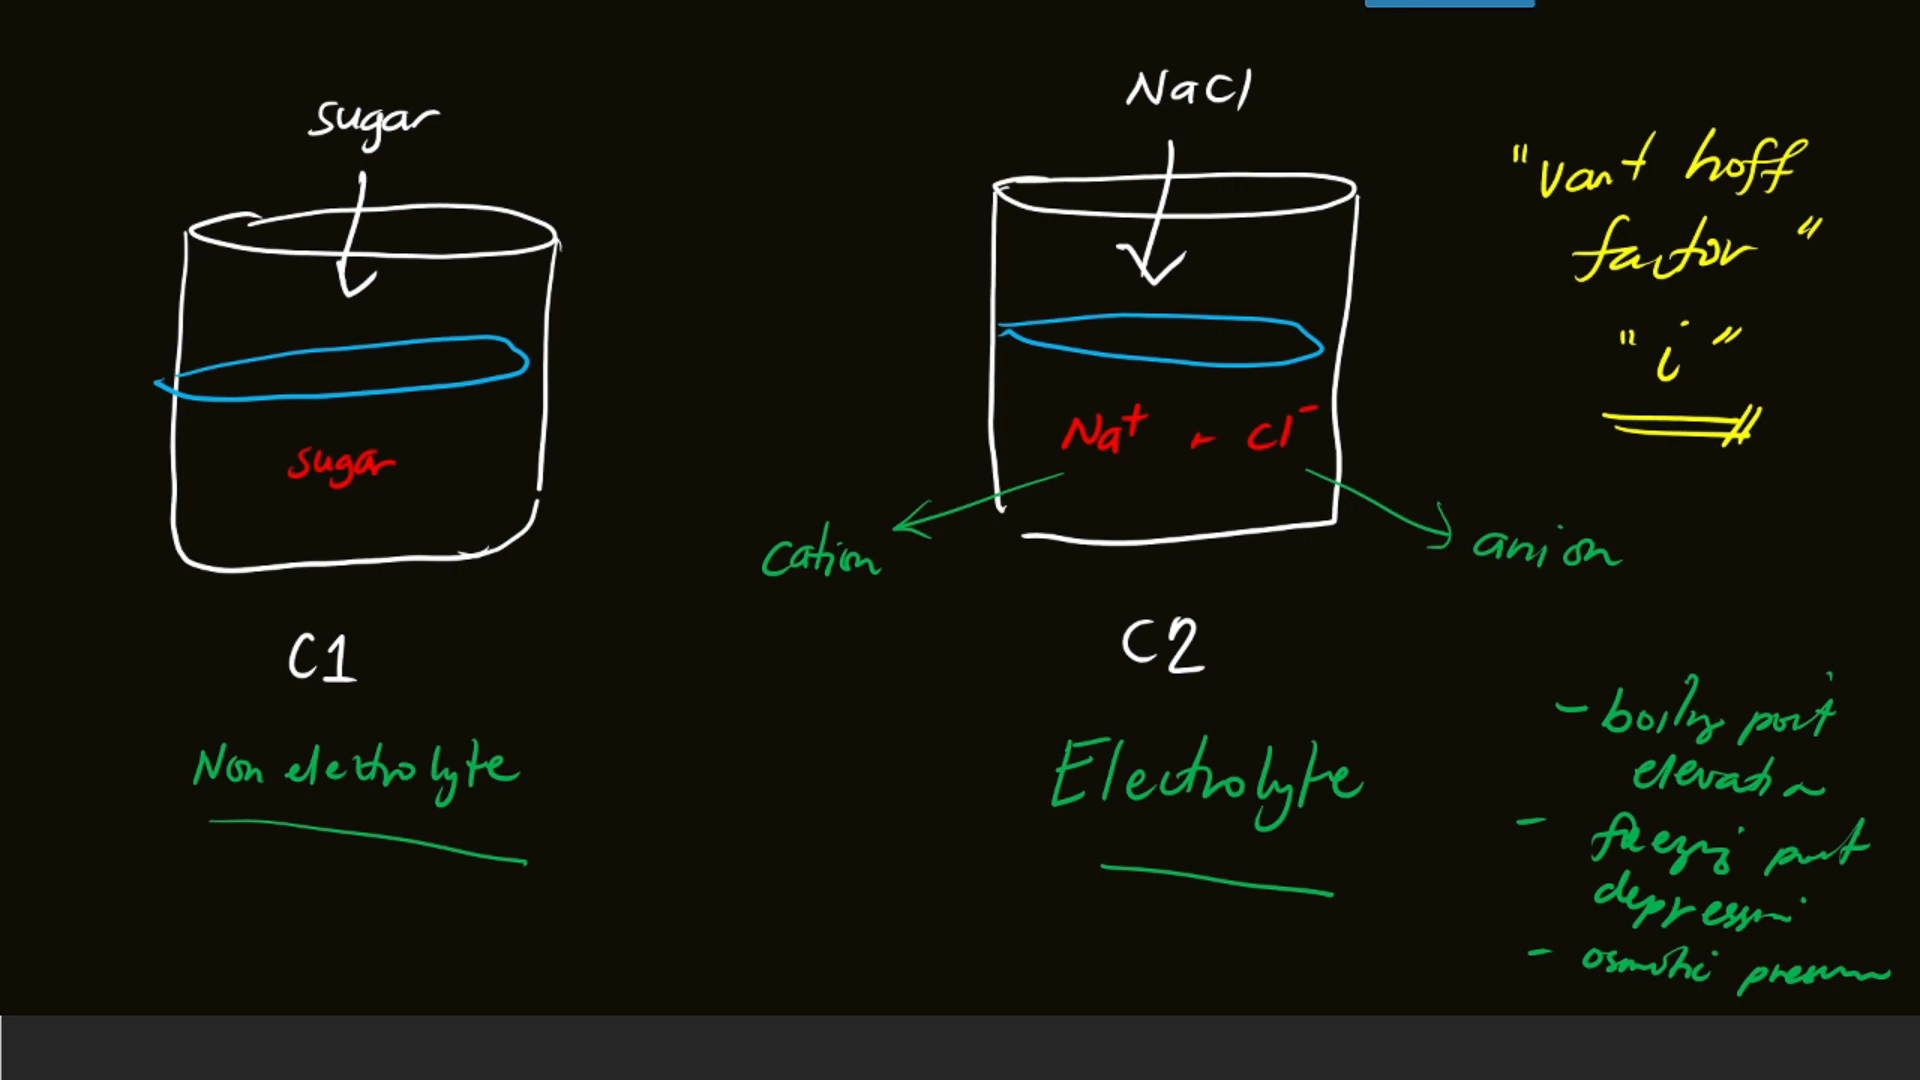 sugar
sugar
C1
Non electrolyte
NaCl
Na+ + Cl-
cation
anion
C2
Electrolyte
"Van't hoff
factor"
"i"
- boiling point
elevation
- freezing point
depression
- osmotic pressure